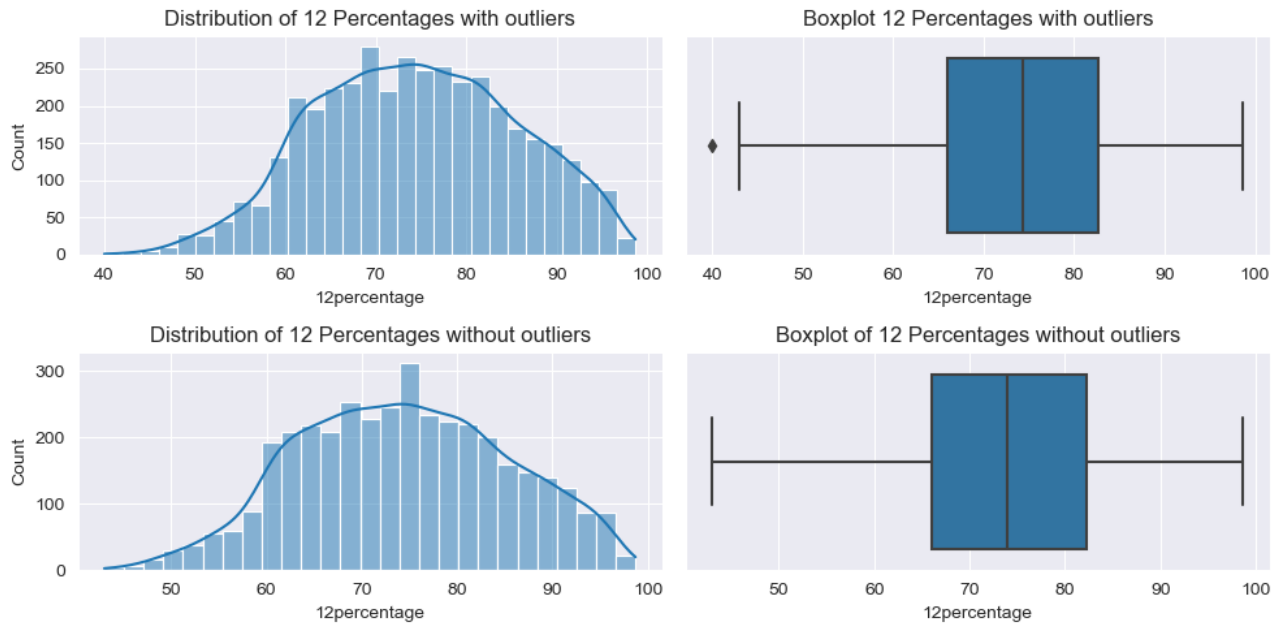 Distribution of 12 Percentages with outliers
Count
250
200
150
100
50
0
40 50 60 70 80 90 100
12percentage
Boxplot 12 Percentages with outliers
40 50 60 70 80 90 100
12percentage
Distribution of 12 Percentages without outliers
Count
300
200
100
0
50 60 70 80 90 100
12percentage
Boxplot of 12 Percentages without outliers
50 60 70 80 90 100
12percentage